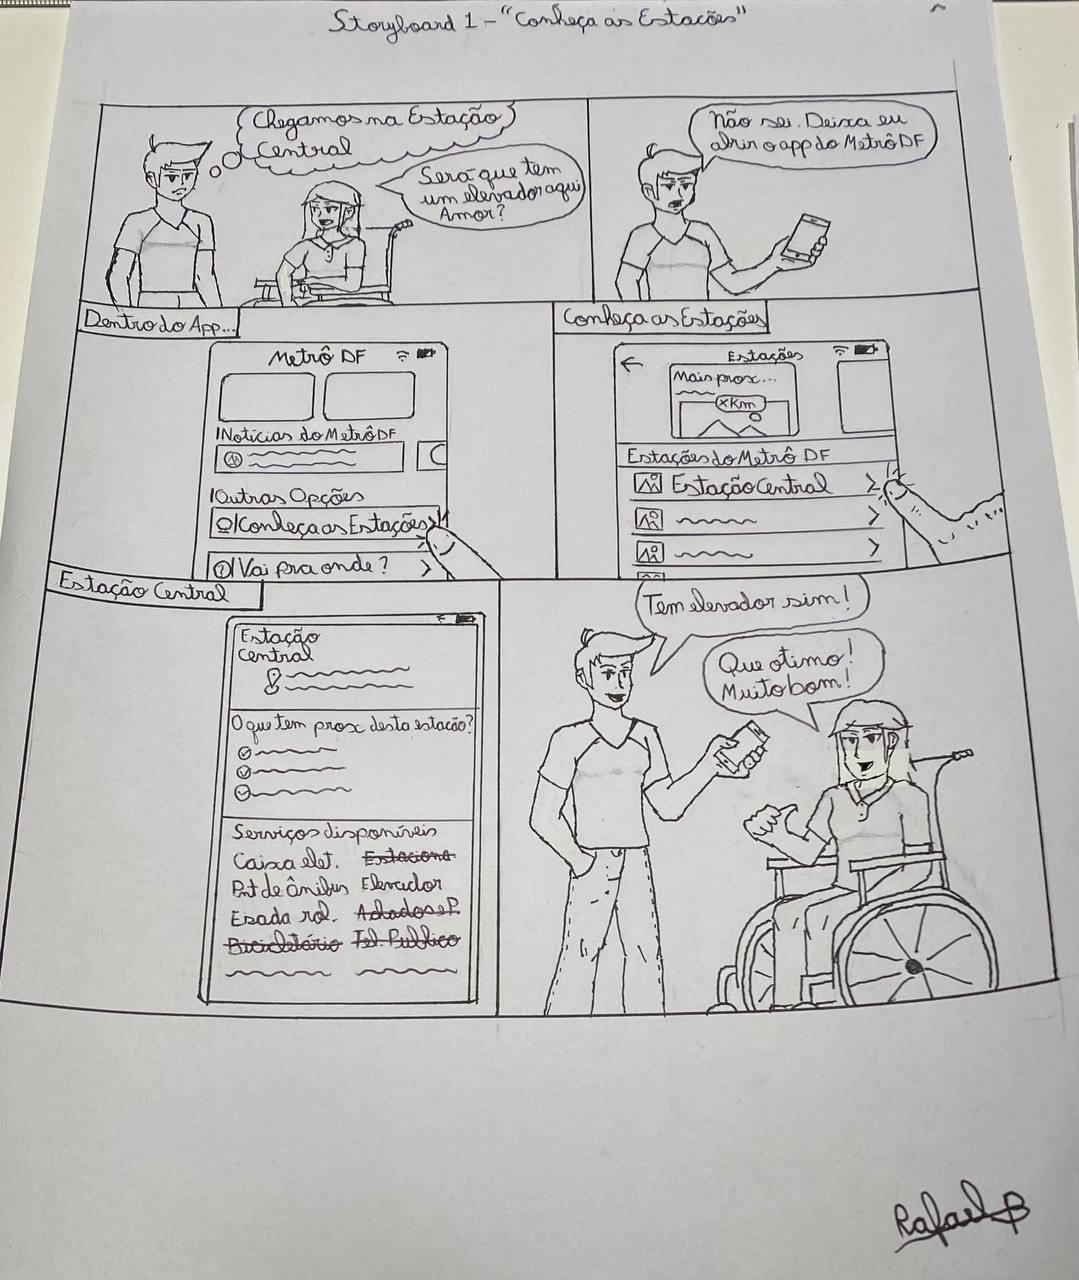 Storyboard 1 - "Conheça as Estacões"
Chegamos na Estação
Central
Será que tem
um elevador aqui
Amor?
Não sei. Deixa eu
abrir o app do Metrô DF
Dentro do App...
Metrô DF
Notícias do Metrô DF
Outras Opções
Conheça as Estações
Vai pra onde?
Conheça as Estações
Estações
Mais prox...
xKm
Estações do Metrô DF
Estação Central
Estação Central
Estação
Central
O que tem prox desta estação?
Serviços disponíveis
Caixa elet. Estaciona
Pnt de ônibus Elevador
Esada rol. Achados e P.
Bicicletário Tel. Publico
Tem elevador sim!
Que otimo!
Muito bom!
Rafael B